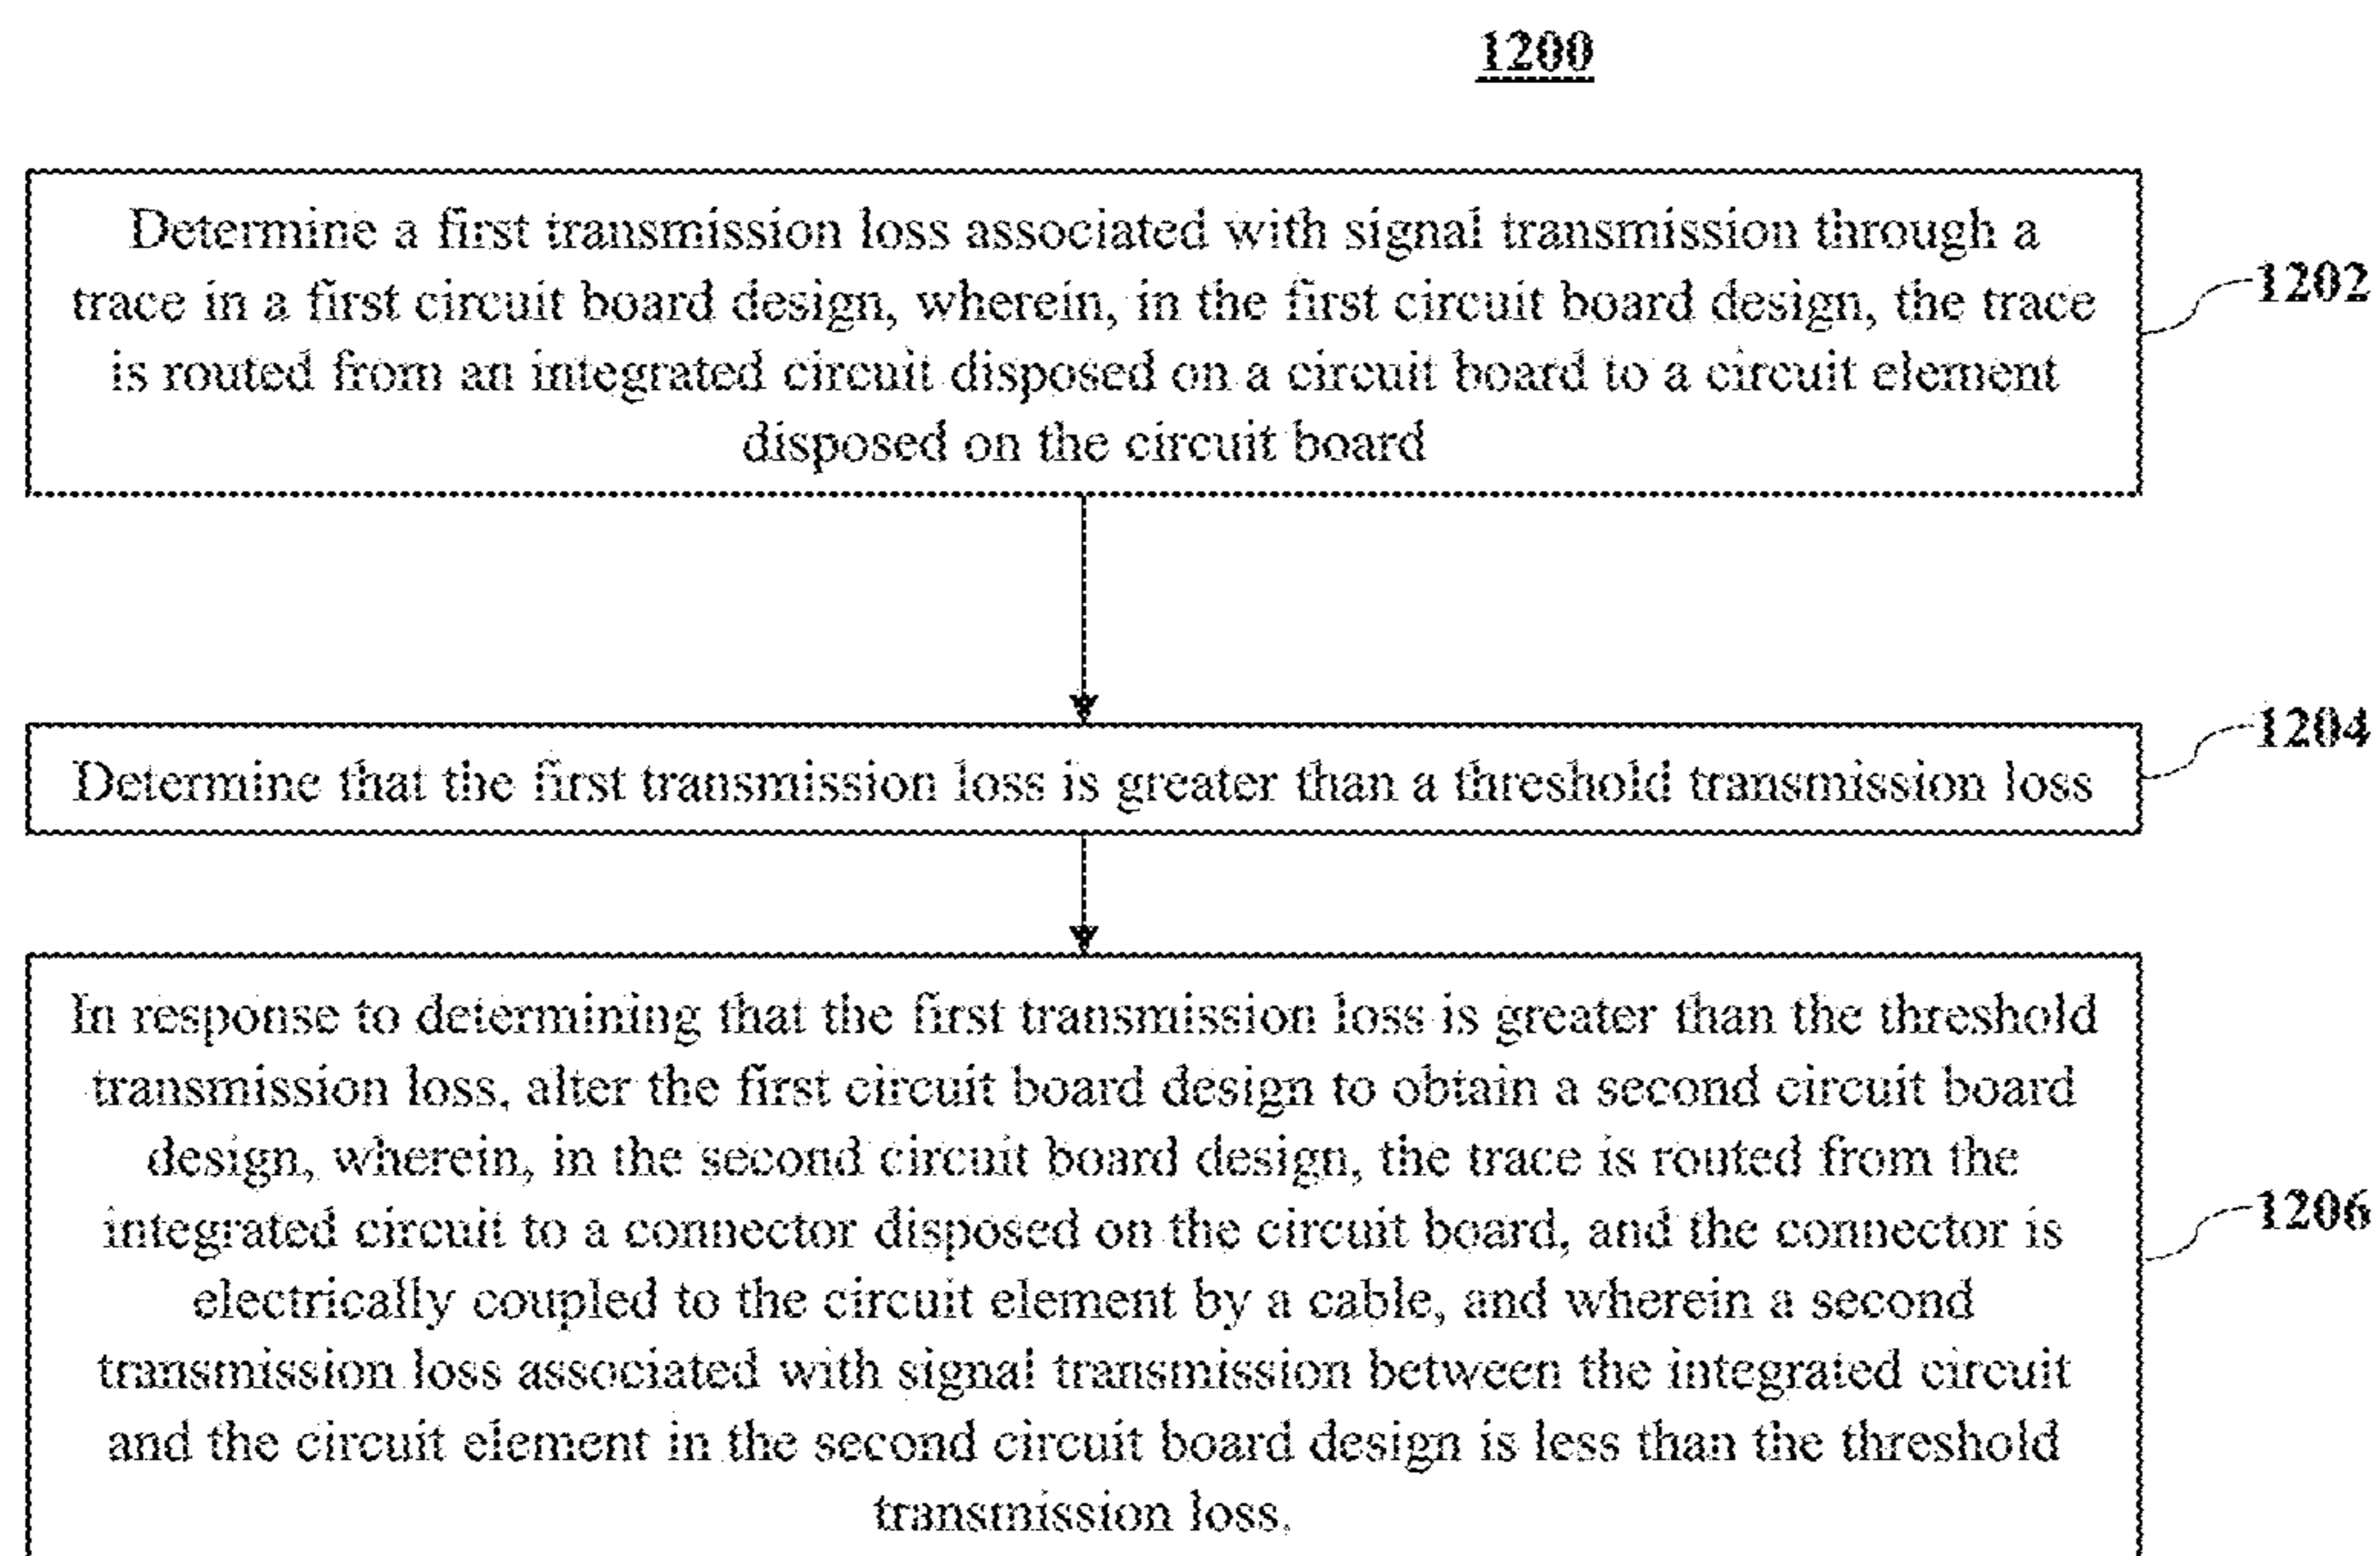 1200
Determine a first transmission loss associated with signal transmission through a
trace in a first circuit board design, wherein, in the first circuit board design, the trace
is routed from an integrated circuit disposed on a circuit board to a circuit element
disposed on the circuit board
1202
Determine that the first transmission loss is greater than a threshold transmission loss
1204
In response to determining that the first transmission loss is greater than the threshold
transmission loss, alter the first circuit board design to obtain a second circuit board
design, wherein, in the second circuit board design, the trace is routed from the
integrated circuit to a connector disposed on the circuit board, and the connector is
electrically coupled to the circuit element by a cable, and wherein a second
transmission loss associated with signal transmission between the integrated circuit
and the circuit element in the second circuit board design is less than the threshold
transmission loss.
1206